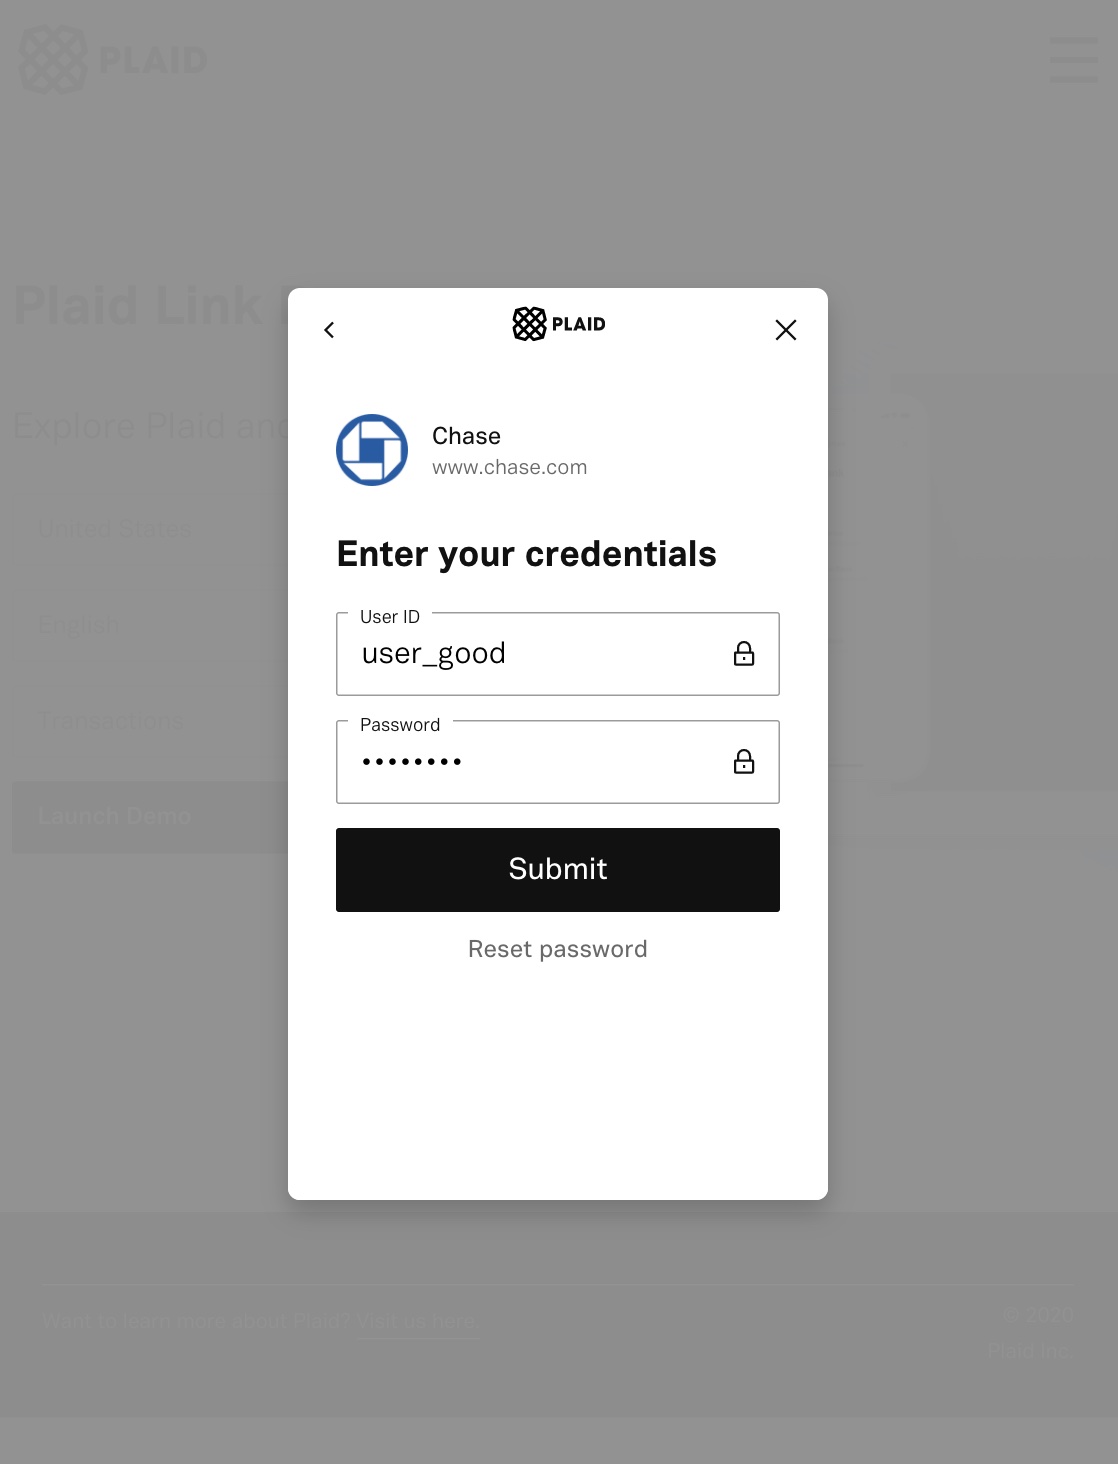 PLAID
Plaid Link
Explore Plaid and
United States
English
Transactions
Launch Demo
PLAID
Chase
www.chase.com
Enter your credentials
User ID
user_good
Password
••••••••
Submit
Reset password
Want to learn more about Plaid? Visit us here.
© 2020
Plaid Inc.